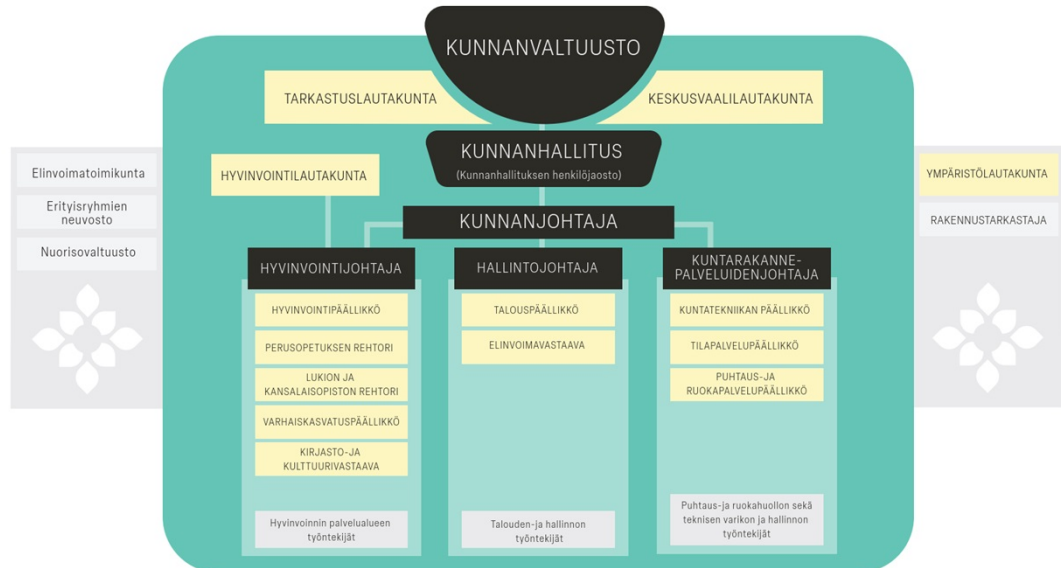 KUNNANVALTUUSTO
TARKASTUSLAUTAKUNTA
KESKUSVAALILAUTAKUNTA
KUNNANHALLITUS
(Kunnanhallituksen henkilöjaosto)
HYVINVOINTILAUTAKUNTA
KUNNANJOHTAJA
Elinvoimatoimikunta
Erityisryhmien
neuvosto
Nuorisovaltuusto
YMPÄRISTÖLAUTAKUNTA
RAKENNUSTARKASTAJA
HYVINVOINTIJOHTAJA
HYVINVOINTIPÄÄLLIKKÖ
PERUSOPETUKSEN REHTORI
LUKION JA
KANSALAISOPISTON REHTORI
VARHAISKASVATUSPÄÄLLIKKÖ
KIRJASTO-JA
KULTTUURIVASTAAVA
Hyvinvoinnin palvelualueen
työntekijät
HALLINTOJOHTAJA
TALOUSPÄÄLLIKKÖ
ELINVOIMAVASTAAVA
Talouden-ja hallinnon
työntekijät
KUNTARAKANNE-
PALVELUIDENJOHTAJA
KUNTATEKNIIKAN PÄÄLLIKKÖ
TILAPALVELUPÄÄLLIKKÖ
PUHTAUS-JA
RUOKAPALVELUPÄÄLLIKKÖ
Puhtaus-ja ruokahuollon sekä
teknisen varikon ja hallinnon
työntekijät